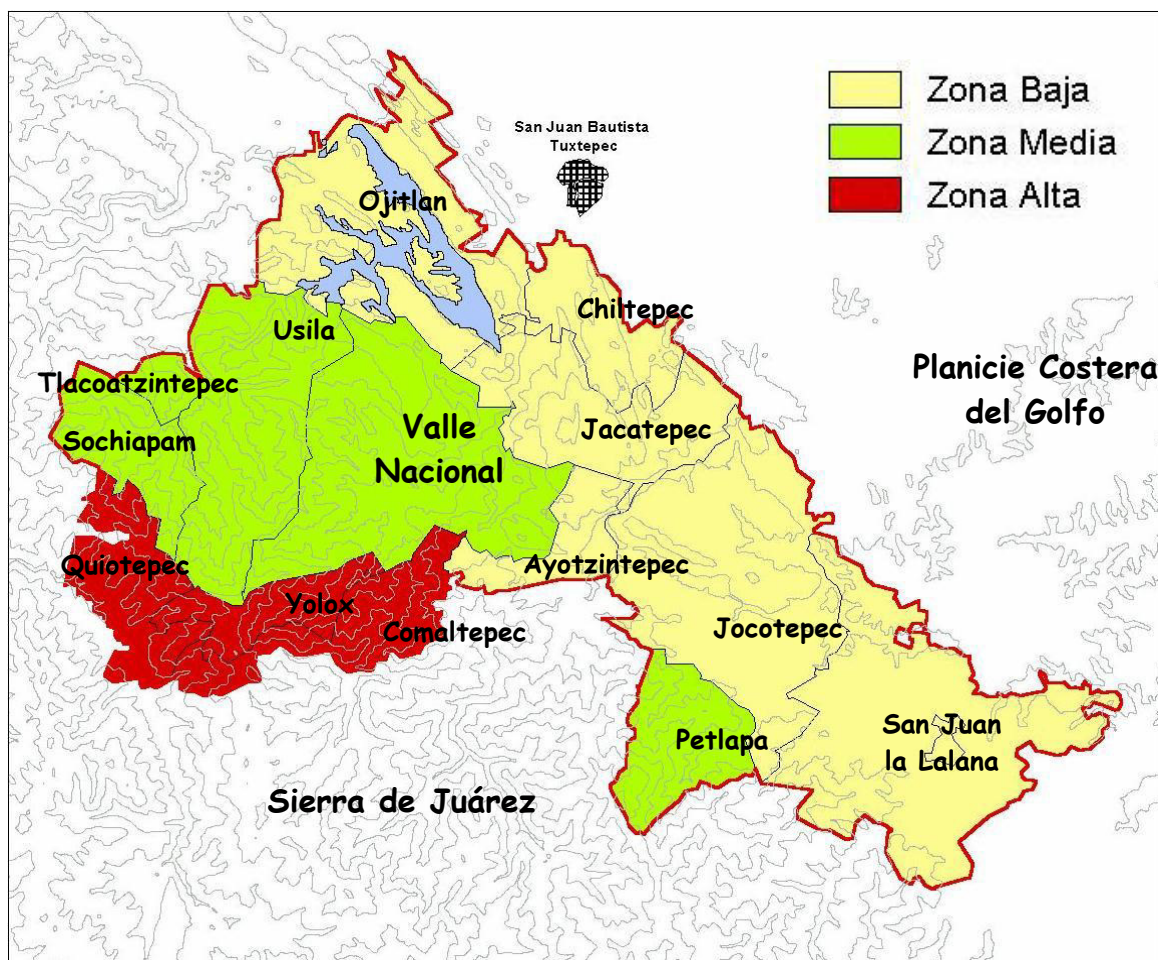 Zona Baja
Zona Media
Zona Alta
San Juan Bautista
Tuxtepec
Ojitlan
Chiltepec
Usila
Planicie Costera
del Golfo
Tlacoatzintepec
Sochiapam
Valle
Nacional
Jacatepec
Quiotepec
Ayotzintepec
Yolox
Comaltepec
Jocotepec
Petlapa
San Juan
la Lalana
Sierra de Juárez